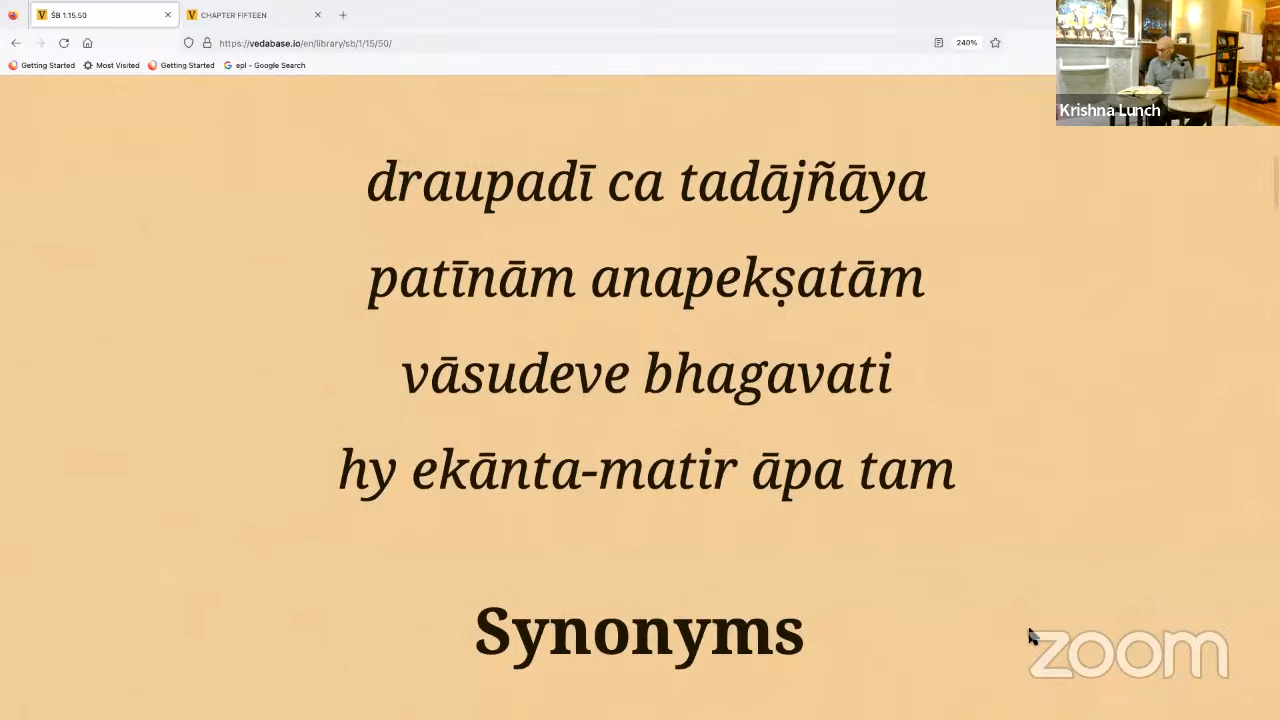 ŚB 1.15.50
CHAPTER FIFTEEN
https://vedabase.io/en/library/sb/1/15/50/
240%
Getting Started
Most Visited
Getting Started
epl - Google Search
Krishna Lunch
draupadī ca tadājñāya
patīnām anapekṣatām
vāsudeve bhagavati
hy ekānta-matir āpa tam
Synonyms
zoom